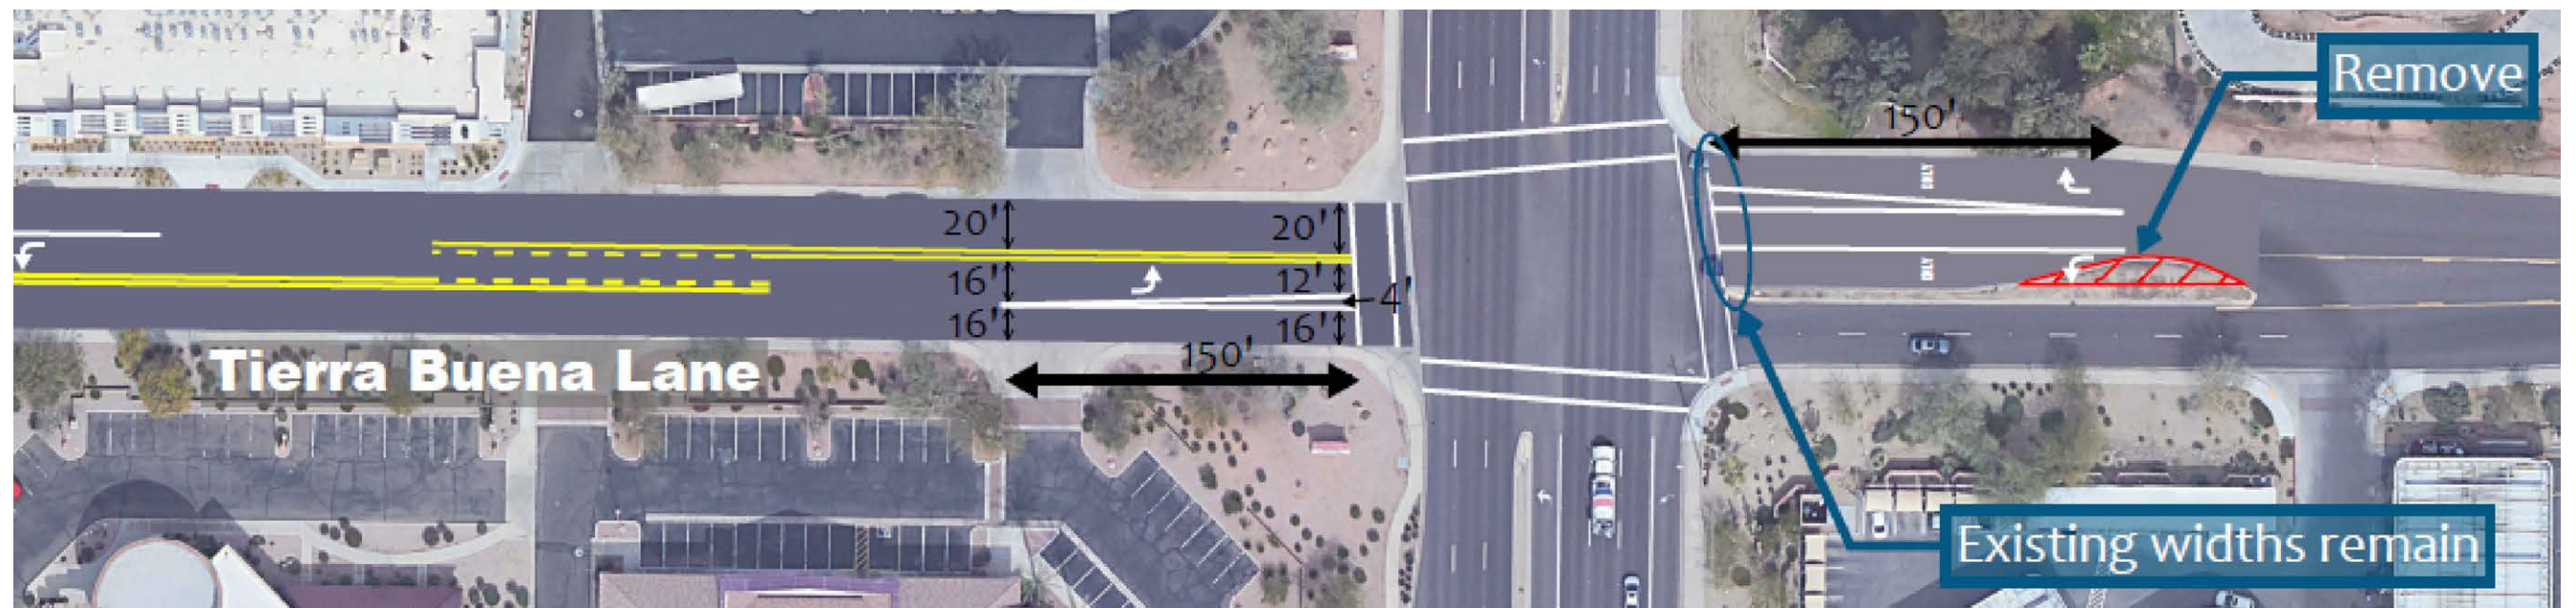 Remove
150'
ONLY
20'
20'
16'
12'
4'
16'
16'
150'
ONLY
Tierra Buena Lane
Existing widths remain